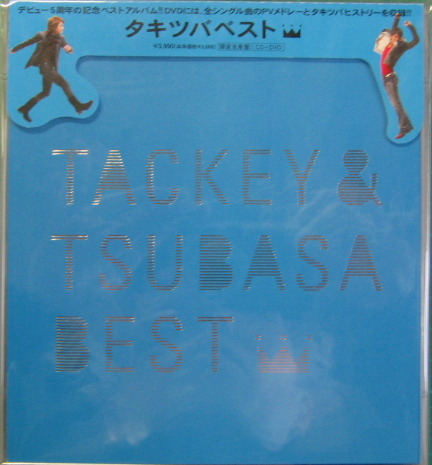 デビュー5周年の記念ベストアルバム!! DVDには、全シングル曲のPVメドレーとタキツバヒストリーを収録!!
タキツバベスト
CD+DVD
TACKEY &
TSUBASA
BEST